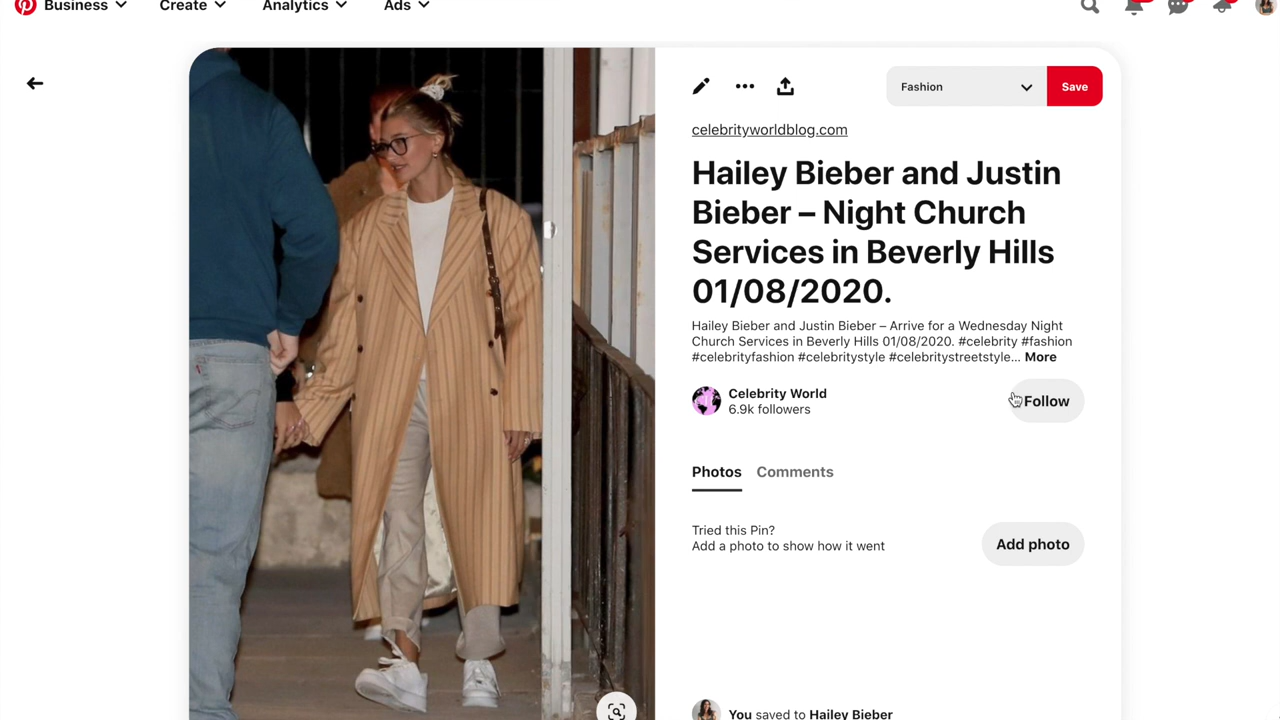 Business
Create
Analytics
Ads
Fashion
Save
celebrityworldblog.com
Hailey Bieber and Justin
Bieber – Night Church
Services in Beverly Hills
01/08/2020.
Hailey Bieber and Justin Bieber – Arrive for a Wednesday Night
Church Services in Beverly Hills 01/08/2020. #celebrity #fashion
#celebrityfashion #celebritystyle #celebritystreetstyle... More
Celebrity World
6.9k followers
Follow
Photos
Comments
Tried this Pin?
Add a photo to show how it went
Add photo
You saved to Hailey Bieber